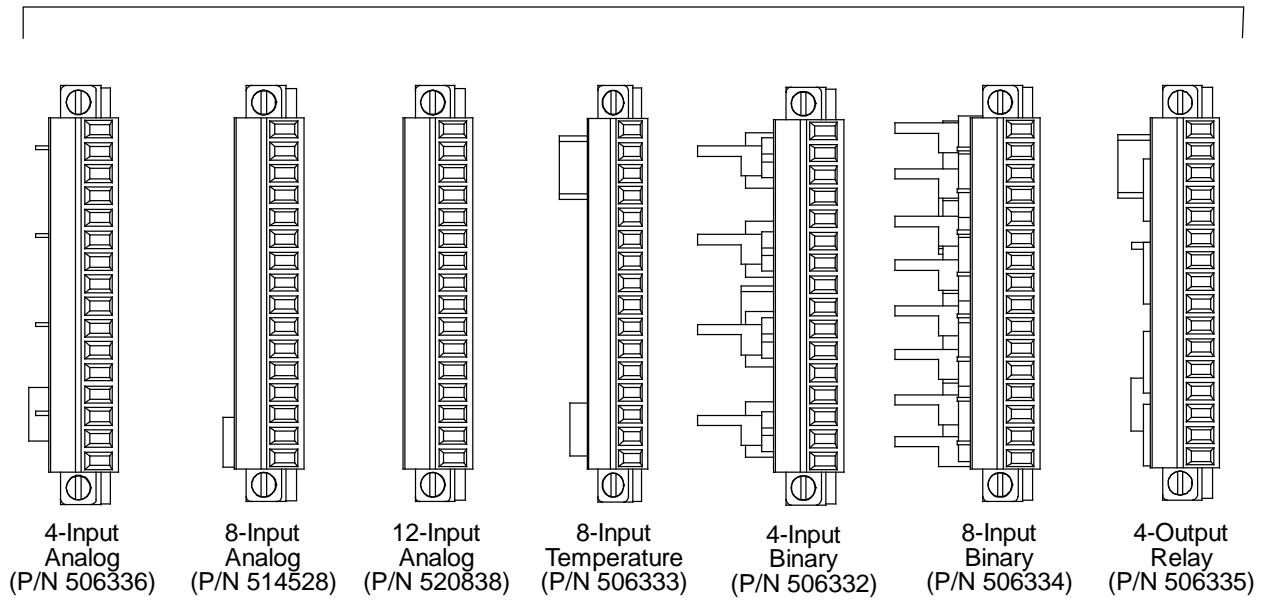 4-Input
Analog
(P/N 506336)
8-Input
Analog
(P/N 514528)
12-Input
Analog
(P/N 520838)
8-Input
Temperature
(P/N 506333)
4-Input
Binary
(P/N 506332)
8-Input
Binary
(P/N 506334)
4-Output
Relay
(P/N 506335)